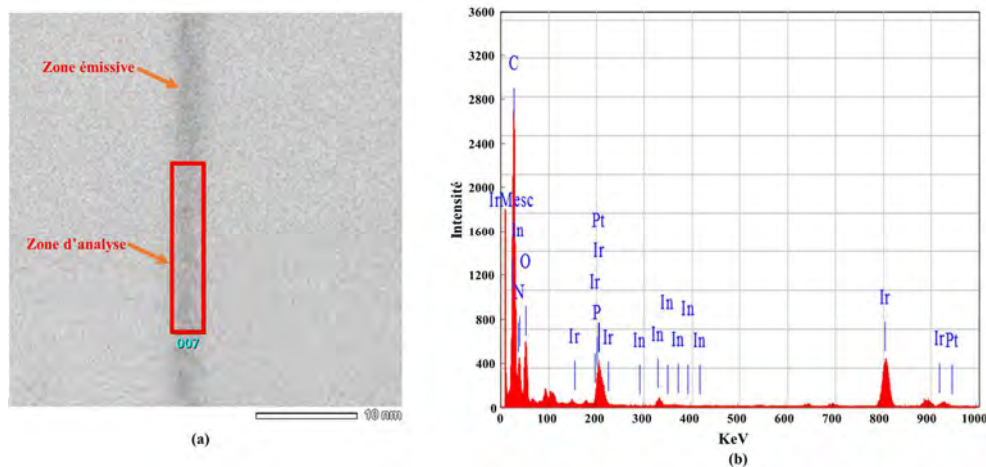 Zone émissive
Zone d'analyse
007
10 nm
(a)
3600
3200
2800
2400
2000
1600
1200
800
400
0
Intensité
C
IrMesc
In
O
N
Ir
Pt
Ir
Ir
P
Ir
In
In
In
In
In
In
Ir
Ir
Pt
0 100 200 300 400 500 600 700 800 900 1000
KeV
(b)